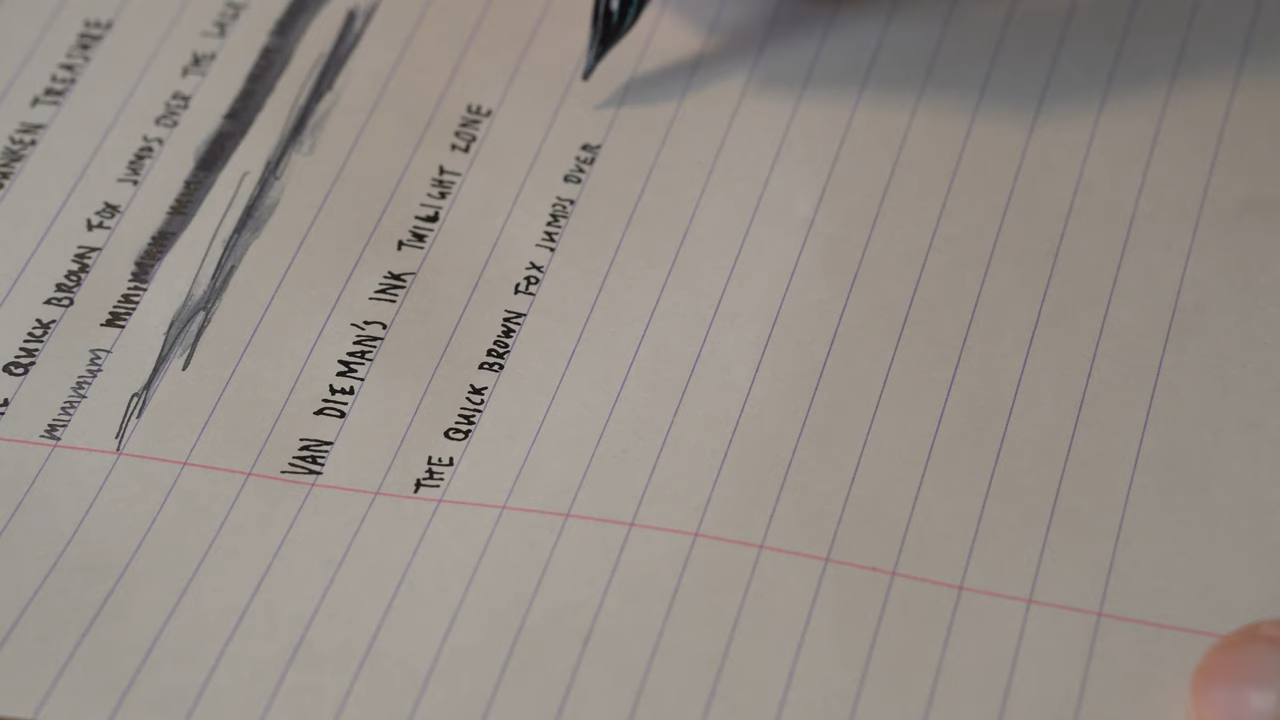 TREASURE
QUICK BROWN FOX JUMPS OVER THE
MINIMUM MINIMUM
VAN DIEMAN'S INK TWILIGHT ZONE
THE QUICK BROWN FOX JUMPS OVER